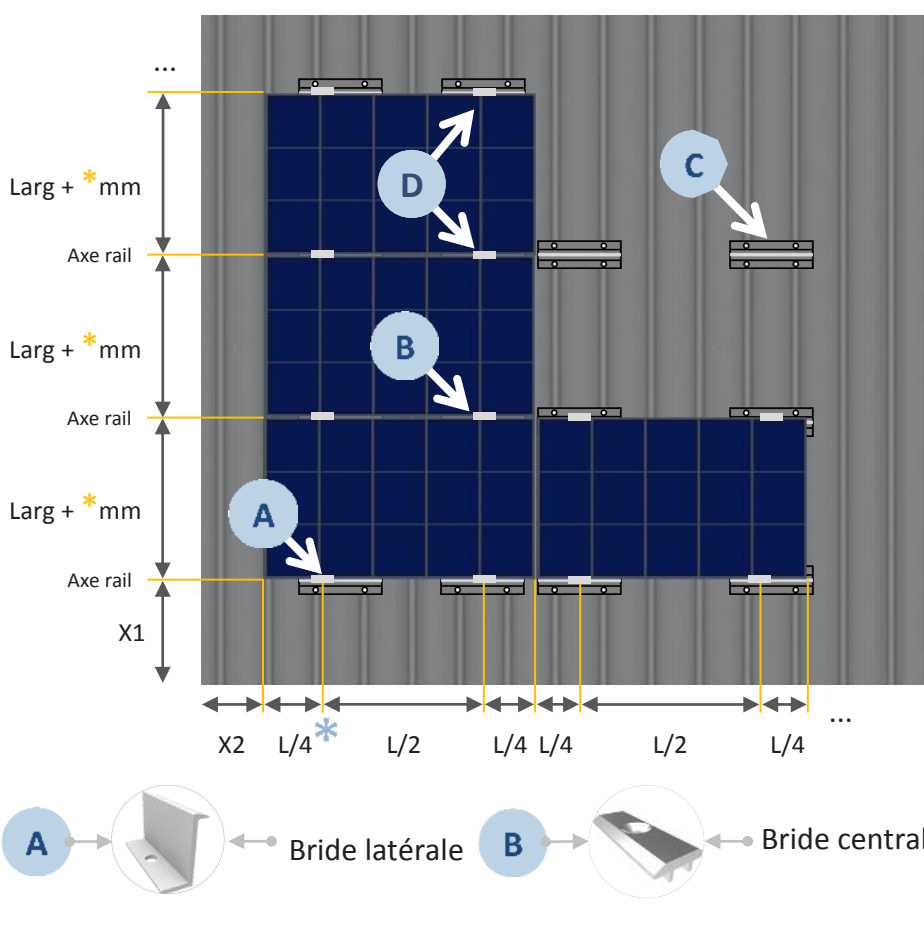 ...
Larg + *mm
D
C
Axe rail
Larg + *mm
B
Axe rail
Larg + *mm
A
Axe rail
X1
...
X2 L/4* L/2 L/4 L/4 L/2 L/4
A Bride latérale B Bride central